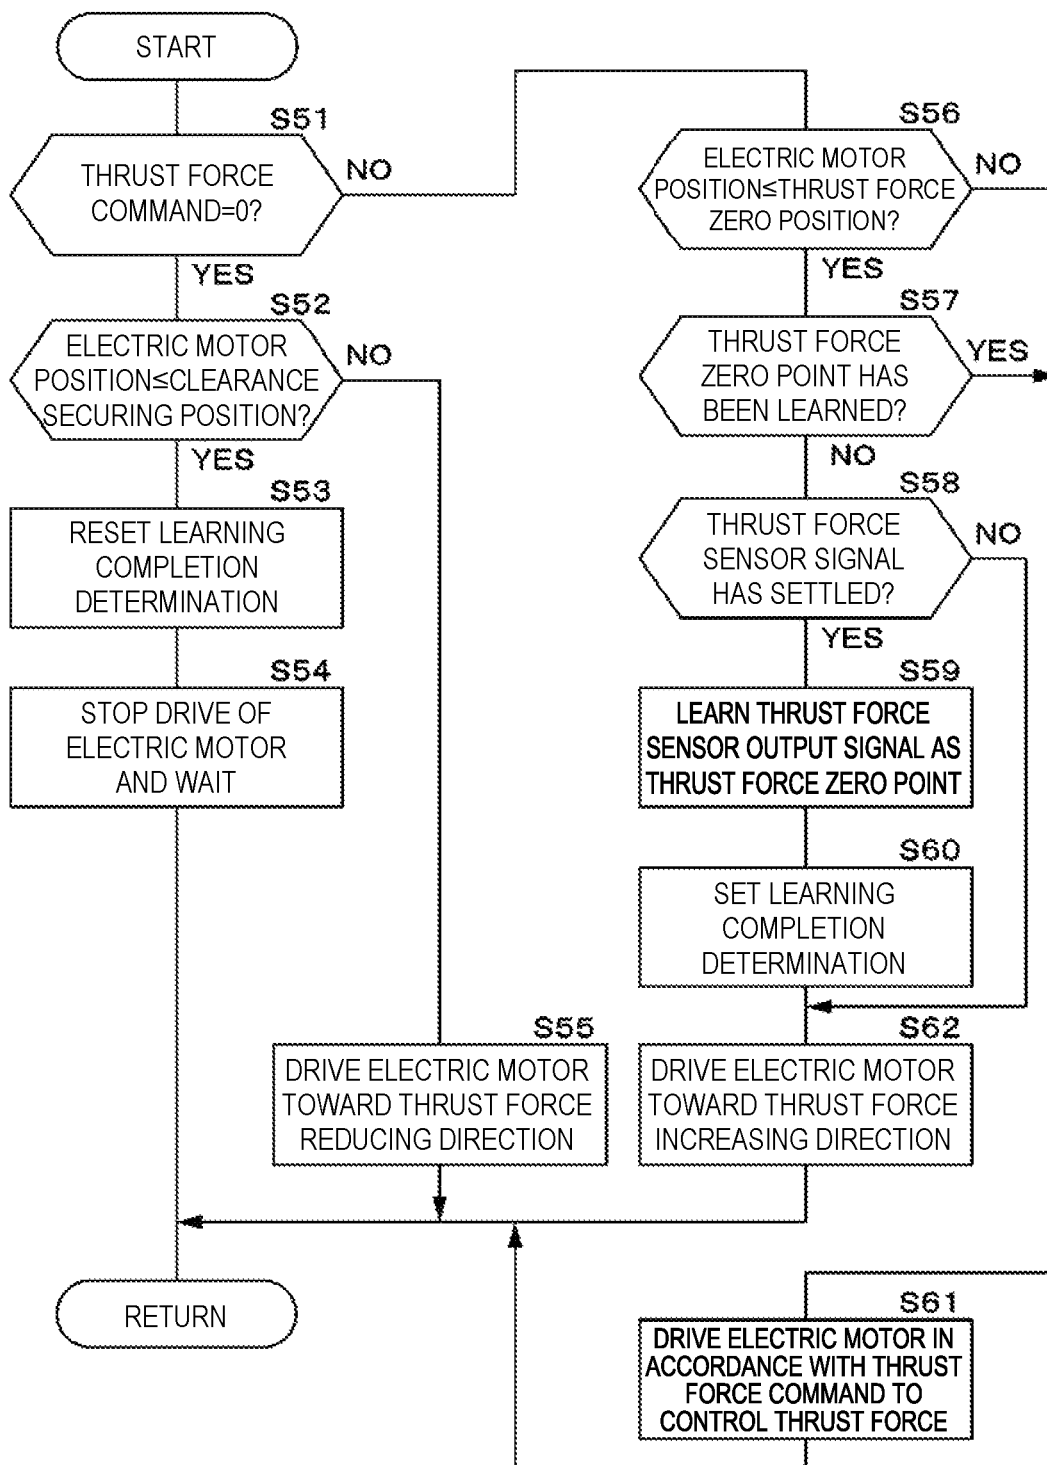 START
S51
THRUST FORCE
COMMAND=0?
NO
YES
S52
ELECTRIC MOTOR
POSITION≤CLEARANCE
SECURING POSITION?
NO
YES
S53
RESET LEARNING
COMPLETION
DETERMINATION
S54
STOP DRIVE OF
ELECTRIC MOTOR
AND WAIT
S55
DRIVE ELECTRIC MOTOR
TOWARD THRUST FORCE
REDUCING DIRECTION
RETURN
S56
ELECTRIC MOTOR
POSITION≤THRUST FORCE
ZERO POSITION?
NO
YES
S57
THRUST FORCE
ZERO POINT HAS
BEEN LEARNED?
YES
NO
S58
THRUST FORCE
SENSOR SIGNAL
HAS SETTLED?
NO
YES
S59
LEARN THRUST FORCE
SENSOR OUTPUT SIGNAL AS
THRUST FORCE ZERO POINT
S60
SET LEARNING
COMPLETION
DETERMINATION
S62
DRIVE ELECTRIC MOTOR
TOWARD THRUST FORCE
INCREASING DIRECTION
S61
DRIVE ELECTRIC MOTOR IN
ACCORDANCE WITH THRUST
FORCE COMMAND TO
CONTROL THRUST FORCE